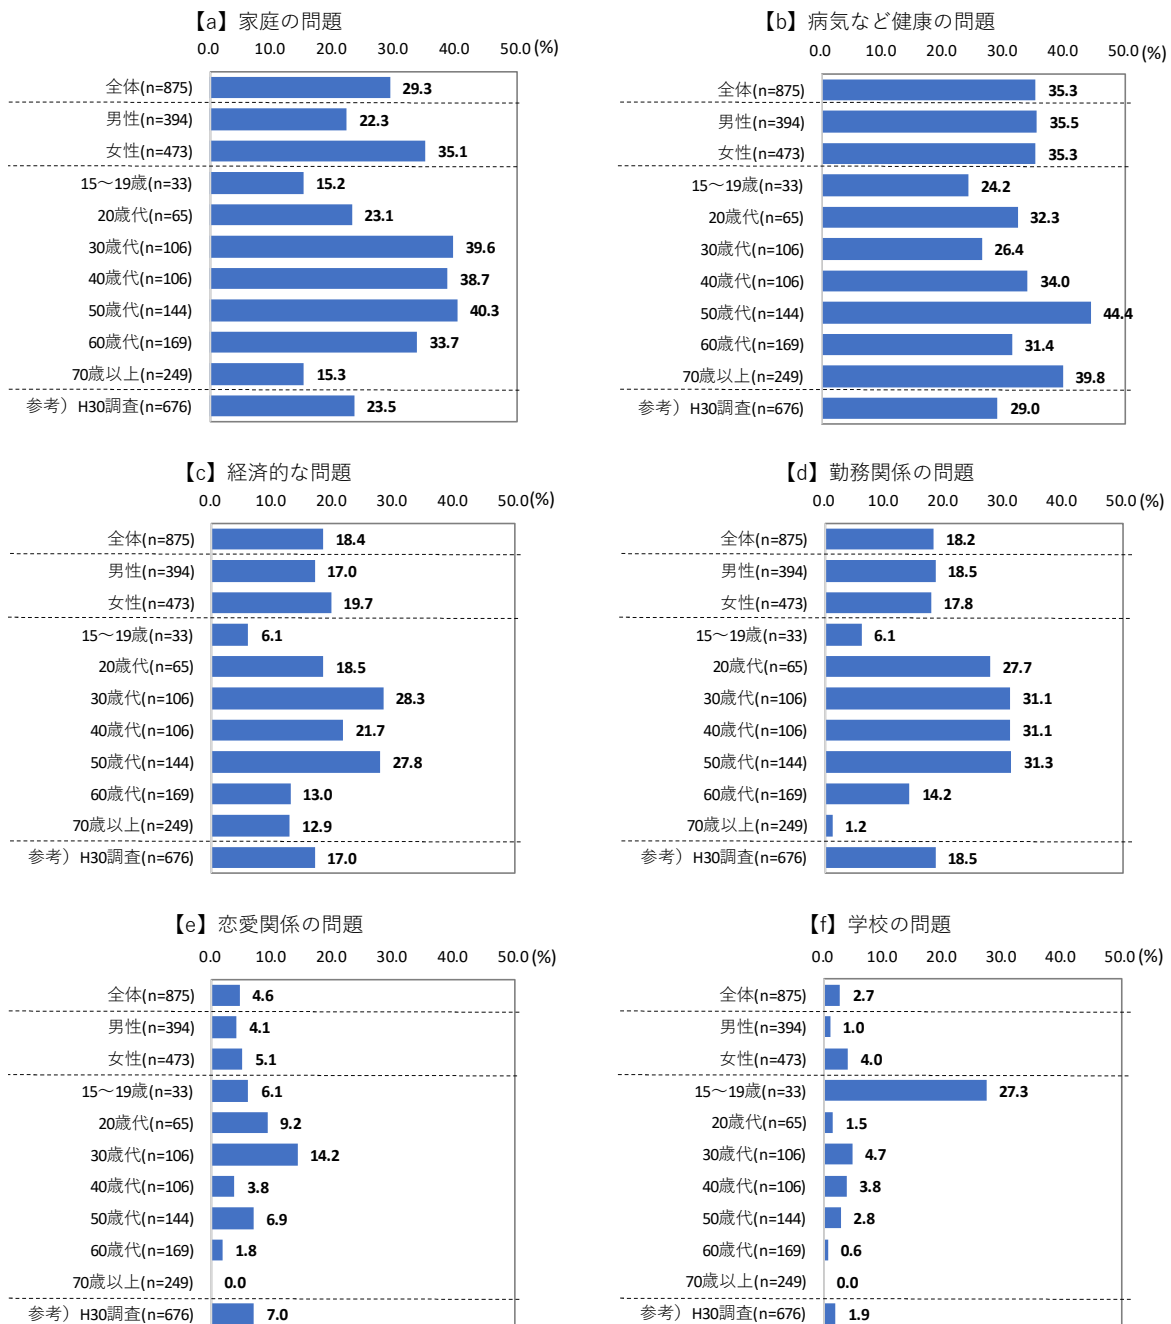 【a】家庭の問題
0.0 10.0 20.0 30.0 40.0 50.0 (%)
全体(n=875) 29.3
男性(n=394) 22.3
女性(n=473) 35.1
15～19歳(n=33) 15.2
20歳代(n=65) 23.1
30歳代(n=106) 39.6
40歳代(n=106) 38.7
50歳代(n=144) 40.3
60歳代(n=169) 33.7
70歳以上(n=249) 15.3
参考）H30調査(n=676) 23.5
【b】病気など健康の問題
0.0 10.0 20.0 30.0 40.0 50.0 (%)
全体(n=875) 35.3
男性(n=394) 35.5
女性(n=473) 35.3
15～19歳(n=33) 24.2
20歳代(n=65) 32.3
30歳代(n=106) 26.4
40歳代(n=106) 34.0
50歳代(n=144) 44.4
60歳代(n=169) 31.4
70歳以上(n=249) 39.8
参考）H30調査(n=676) 29.0
【c】経済的な問題
0.0 10.0 20.0 30.0 40.0 50.0 (%)
全体(n=875) 18.4
男性(n=394) 17.0
女性(n=473) 19.7
15～19歳(n=33) 6.1
20歳代(n=65) 18.5
30歳代(n=106) 28.3
40歳代(n=106) 21.7
50歳代(n=144) 27.8
60歳代(n=169) 13.0
70歳以上(n=249) 12.9
参考）H30調査(n=676) 17.0
【d】勤務関係の問題
0.0 10.0 20.0 30.0 40.0 50.0 (%)
全体(n=875) 18.2
男性(n=394) 18.5
女性(n=473) 17.8
15～19歳(n=33) 6.1
20歳代(n=65) 27.7
30歳代(n=106) 31.1
40歳代(n=106) 31.1
50歳代(n=144) 31.3
60歳代(n=169) 14.2
70歳以上(n=249) 1.2
参考）H30調査(n=676) 18.5
【e】恋愛関係の問題
0.0 10.0 20.0 30.0 40.0 50.0 (%)
全体(n=875) 4.6
男性(n=394) 4.1
女性(n=473) 5.1
15～19歳(n=33) 6.1
20歳代(n=65) 9.2
30歳代(n=106) 14.2
40歳代(n=106) 3.8
50歳代(n=144) 6.9
60歳代(n=169) 1.8
70歳以上(n=249) 0.0
参考）H30調査(n=676) 7.0
【f】学校の問題
0.0 10.0 20.0 30.0 40.0 50.0 (%)
全体(n=875) 2.7
男性(n=394) 1.0
女性(n=473) 4.0
15～19歳(n=33) 27.3
20歳代(n=65) 1.5
30歳代(n=106) 4.7
40歳代(n=106) 3.8
50歳代(n=144) 2.8
60歳代(n=169) 0.6
70歳以上(n=249) 0.0
参考）H30調査(n=676) 1.9